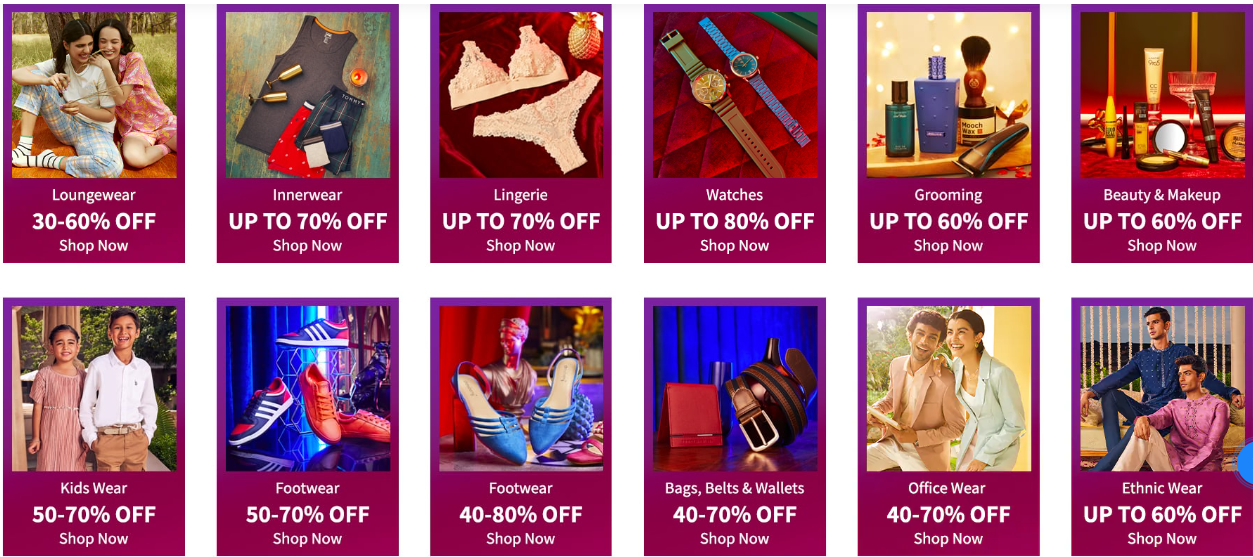 Loungewear
30-60% OFF
Shop Now
Innerwear
UP TO 70% OFF
Shop Now
Lingerie
UP TO 70% OFF
Shop Now
Watches
UP TO 80% OFF
Shop Now
Mooch
Wax
Grooming
UP TO 60% OFF
Shop Now
Beauty & Makeup
UP TO 60% OFF
Shop Now
Kids Wear
50-70% OFF
Shop Now
Footwear
50-70% OFF
Shop Now
Footwear
40-80% OFF
Shop Now
Bags, Belts & Wallets
40-70% OFF
Shop Now
Office Wear
40-70% OFF
Shop Now
Ethnic Wear
UP TO 60% OFF
Shop Now